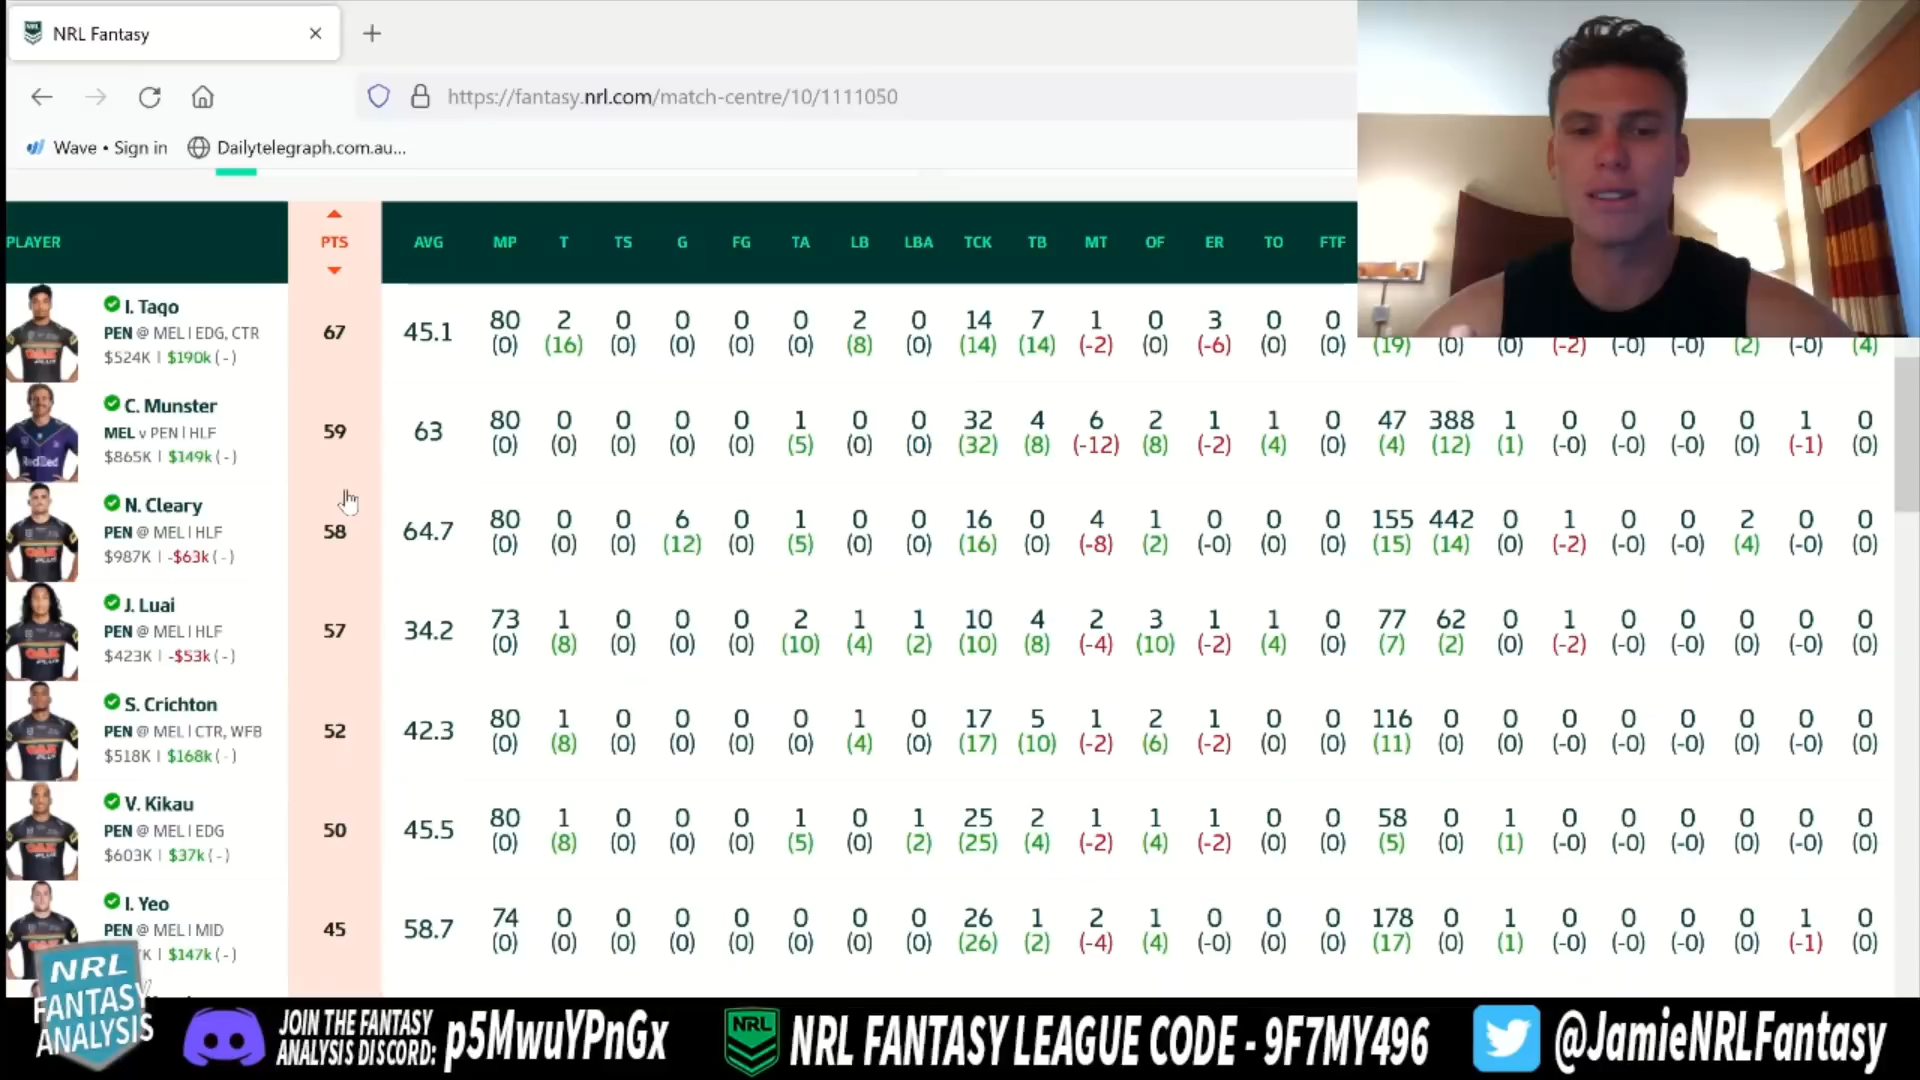 NRL Fantasy
https://fantasy.nrl.com/match-centre/10/1111050
Wave • Sign in Dailytelegraph.com.au...
PLAYER PTS AVG MP T TS G FG TA LB LBA TCK TB MT OF ER TO FTF
I. Tago
PEN @ MEL | EDG, CTR
$524K | $190k (-)
67 45.1 80 2 0 0 0 0 2 0 14 7 1 0 3 0 0
(0) (16) (0) (0) (0) (0) (8) (0) (14) (14) (-2) (0) (-6) (0) (0) (19) (0) (0) (-2) (-0) (-0) (2) (-0) (4)
C. Munster
MEL v PEN | HLF
$865K | $149k (-)
59 63 80 0 0 0 0 1 0 0 32 4 6 2 1 1 0 47 388 1 0 0 0 0 1 0
(0) (0) (0) (0) (0) (5) (0) (0) (32) (8) (-12) (8) (-2) (4) (0) (4) (12) (1) (-0) (-0) (-0) (0) (-1) (0)
N. Cleary
PEN @ MEL | HLF
$987K | -$63k (-)
58 64.7 80 0 0 6 0 1 0 0 16 0 4 1 0 0 0 155 442 0 1 0 0 2 0 0
(0) (0) (0) (12) (0) (5) (0) (0) (16) (0) (-8) (2) (-0) (0) (0) (15) (14) (0) (-2) (-0) (-0) (4) (-0) (0)
J. Luai
PEN @ MEL | HLF
$423K | -$53k (-)
57 34.2 73 1 0 0 0 2 1 1 10 4 2 3 1 1 0 77 62 0 1 0 0 0 0 0
(0) (8) (0) (0) (0) (10) (4) (2) (10) (8) (-4) (10) (-2) (4) (0) (7) (2) (0) (-2) (-0) (-0) (0) (-0) (0)
S. Crichton
PEN @ MEL | CTR, WFB
$518K | $168k (-)
52 42.3 80 1 0 0 0 0 1 0 17 5 1 2 1 0 0 116 0 0 0 0 0 0 0 0
(0) (8) (0) (0) (0) (0) (4) (0) (17) (10) (-2) (6) (-2) (0) (0) (11) (0) (0) (-0) (-0) (-0) (0) (-0) (0)
V. Kikau
PEN @ MEL | EDG
$603K | $37k (-)
50 45.5 80 1 0 0 0 1 0 1 25 2 1 1 1 0 0 58 0 1 0 0 0 0 0 0
(0) (8) (0) (0) (0) (5) (0) (2) (25) (4) (-2) (4) (-2) (0) (0) (5) (0) (1) (-0) (-0) (-0) (0) (-0) (0)
I. Yeo
PEN @ MEL | MID
K | $147k (-)
45 58.7 74 0 0 0 0 0 0 0 26 1 2 1 0 0 0 178 0 1 0 0 0 0 1 0
(0) (0) (0) (0) (0) (0) (0) (0) (26) (2) (-4) (4) (-0) (0) (0) (17) (0) (1) (-0) (-0) (-0) (0) (-1) (0)
NRL
FANTASY
ANALYSIS
JOIN THE FANTASY
ANALYSIS DISCORD: p5MwuYPnGx
NRL
NRL FANTASY LEAGUE CODE - 9F7MY496
@JamieNRLFantasy